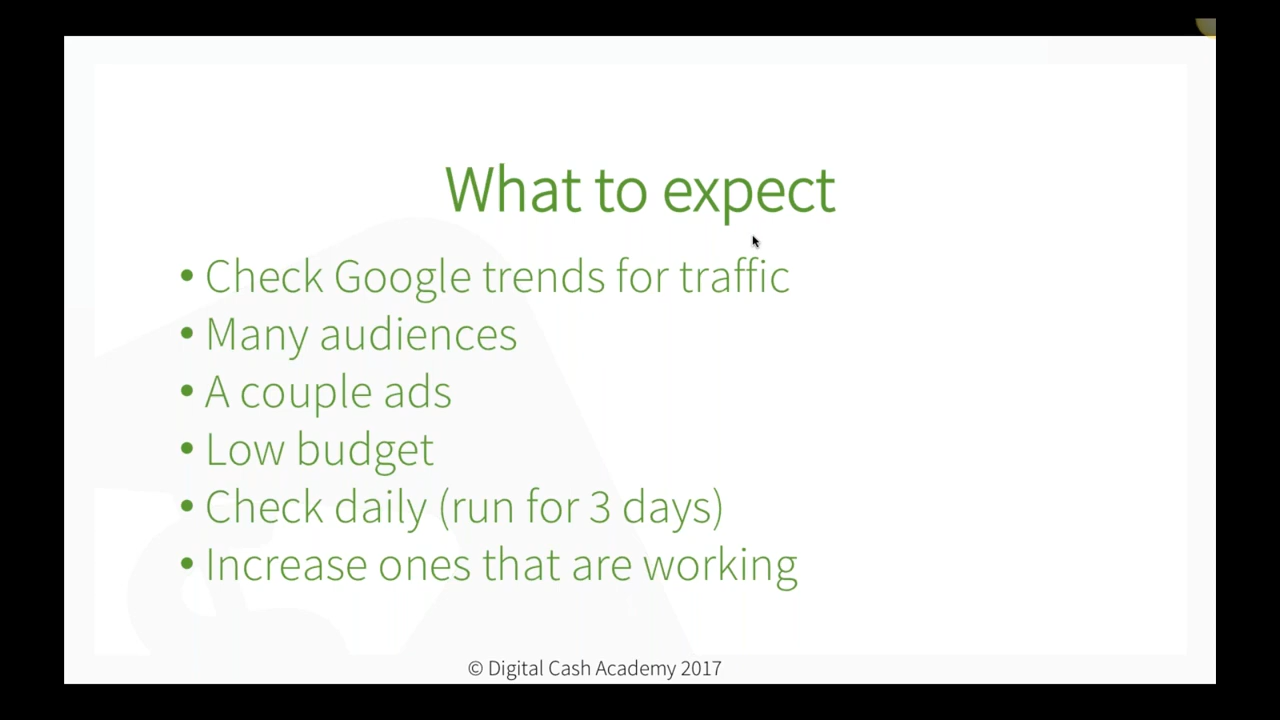 What to expect
• Check Google trends for traffic
• Many audiences
• A couple ads
• Low budget
• Check daily (run for 3 days)
• Increase ones that are working
© Digital Cash Academy 2017